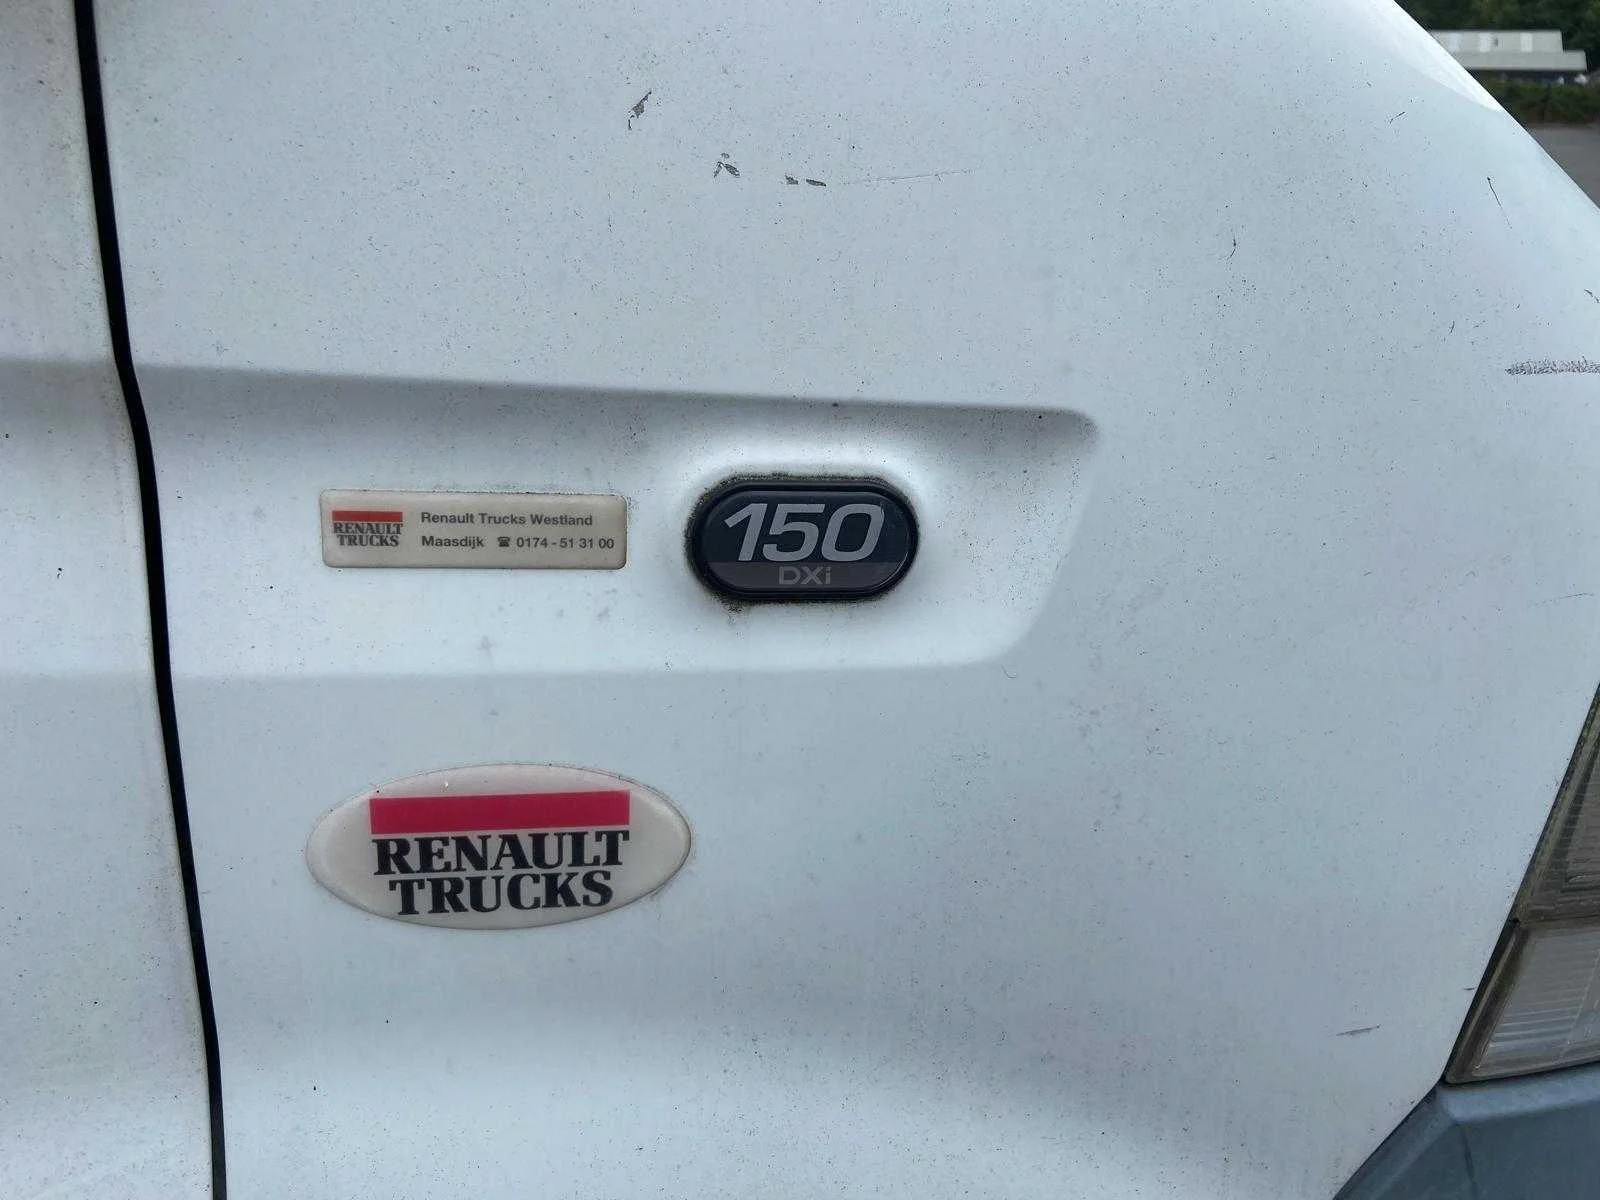 RENAULT
TRUCKS
Renault Trucks Westland
Maasdijk ☎ 0174 - 51 31 00
150
DXi
RENAULT
TRUCKS